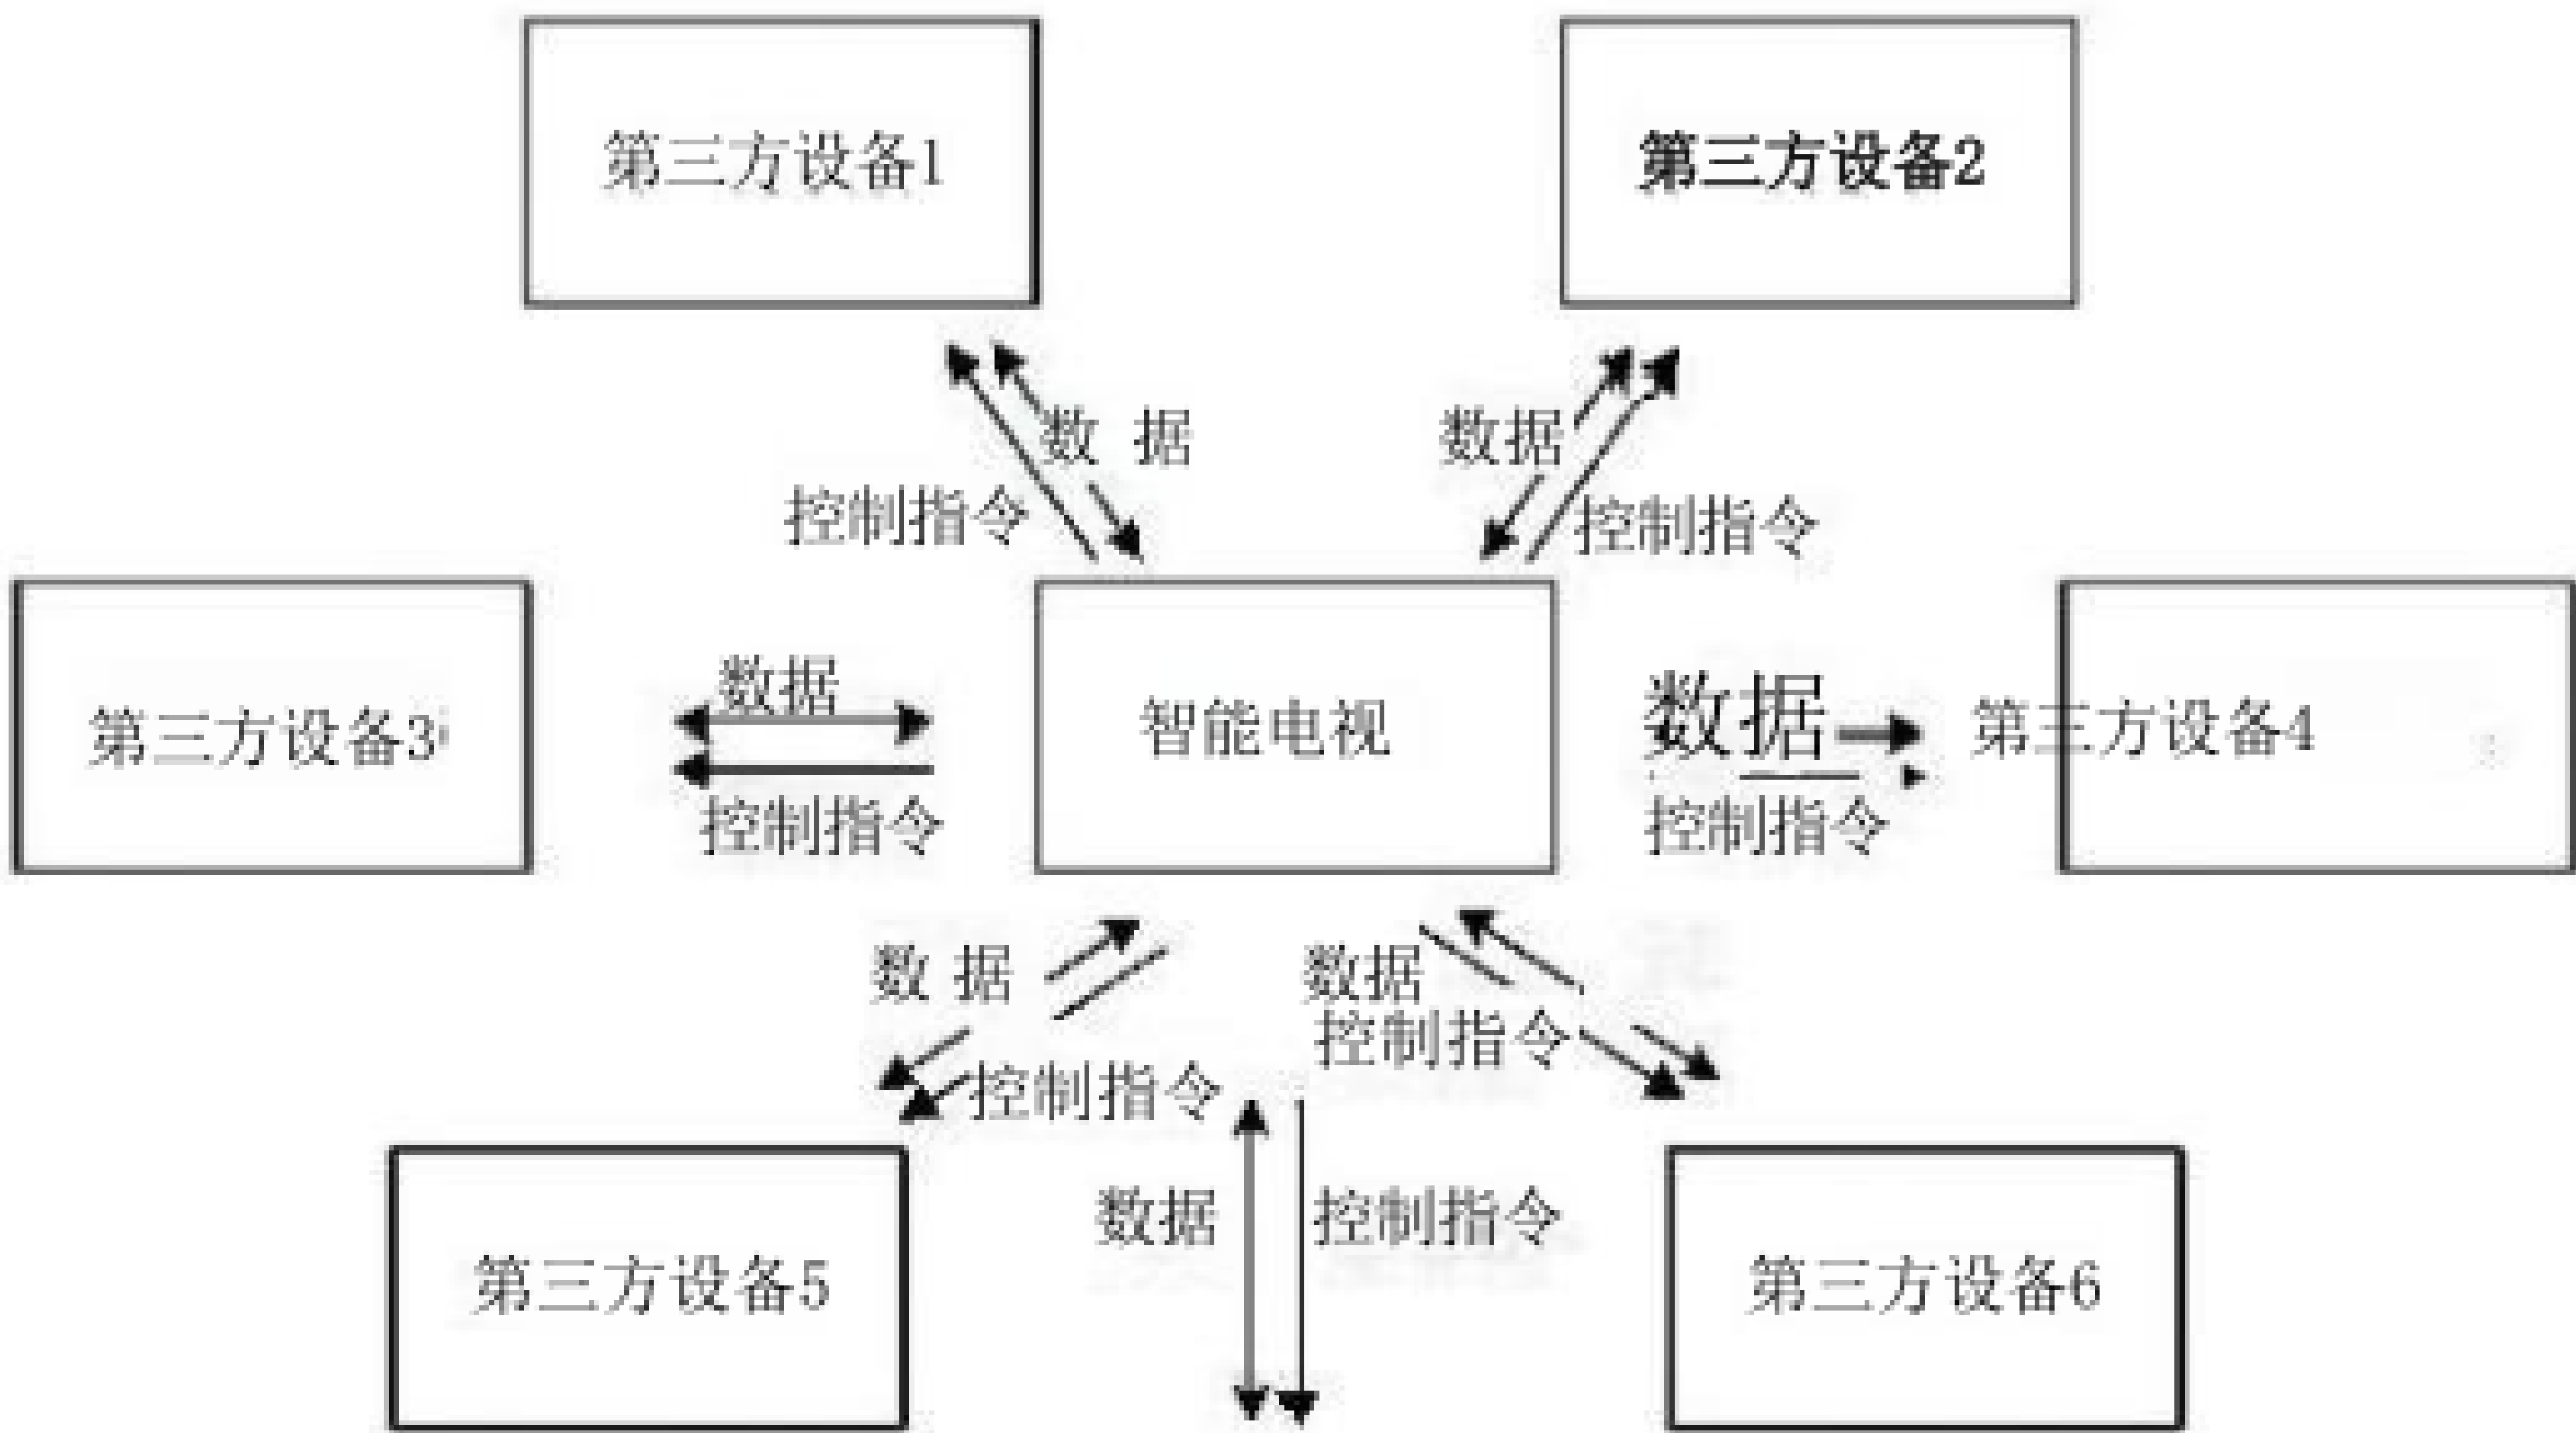 第三方设备1
第三方设备2
数 据
数据
控制指令
控制指令
第三方设备3
数据
控制指令
智能电视
数据
控制指令
第三方设备4
数 据
控制指令
数据
控制指令
数据
控制指令
第三方设备5
第三方设备6